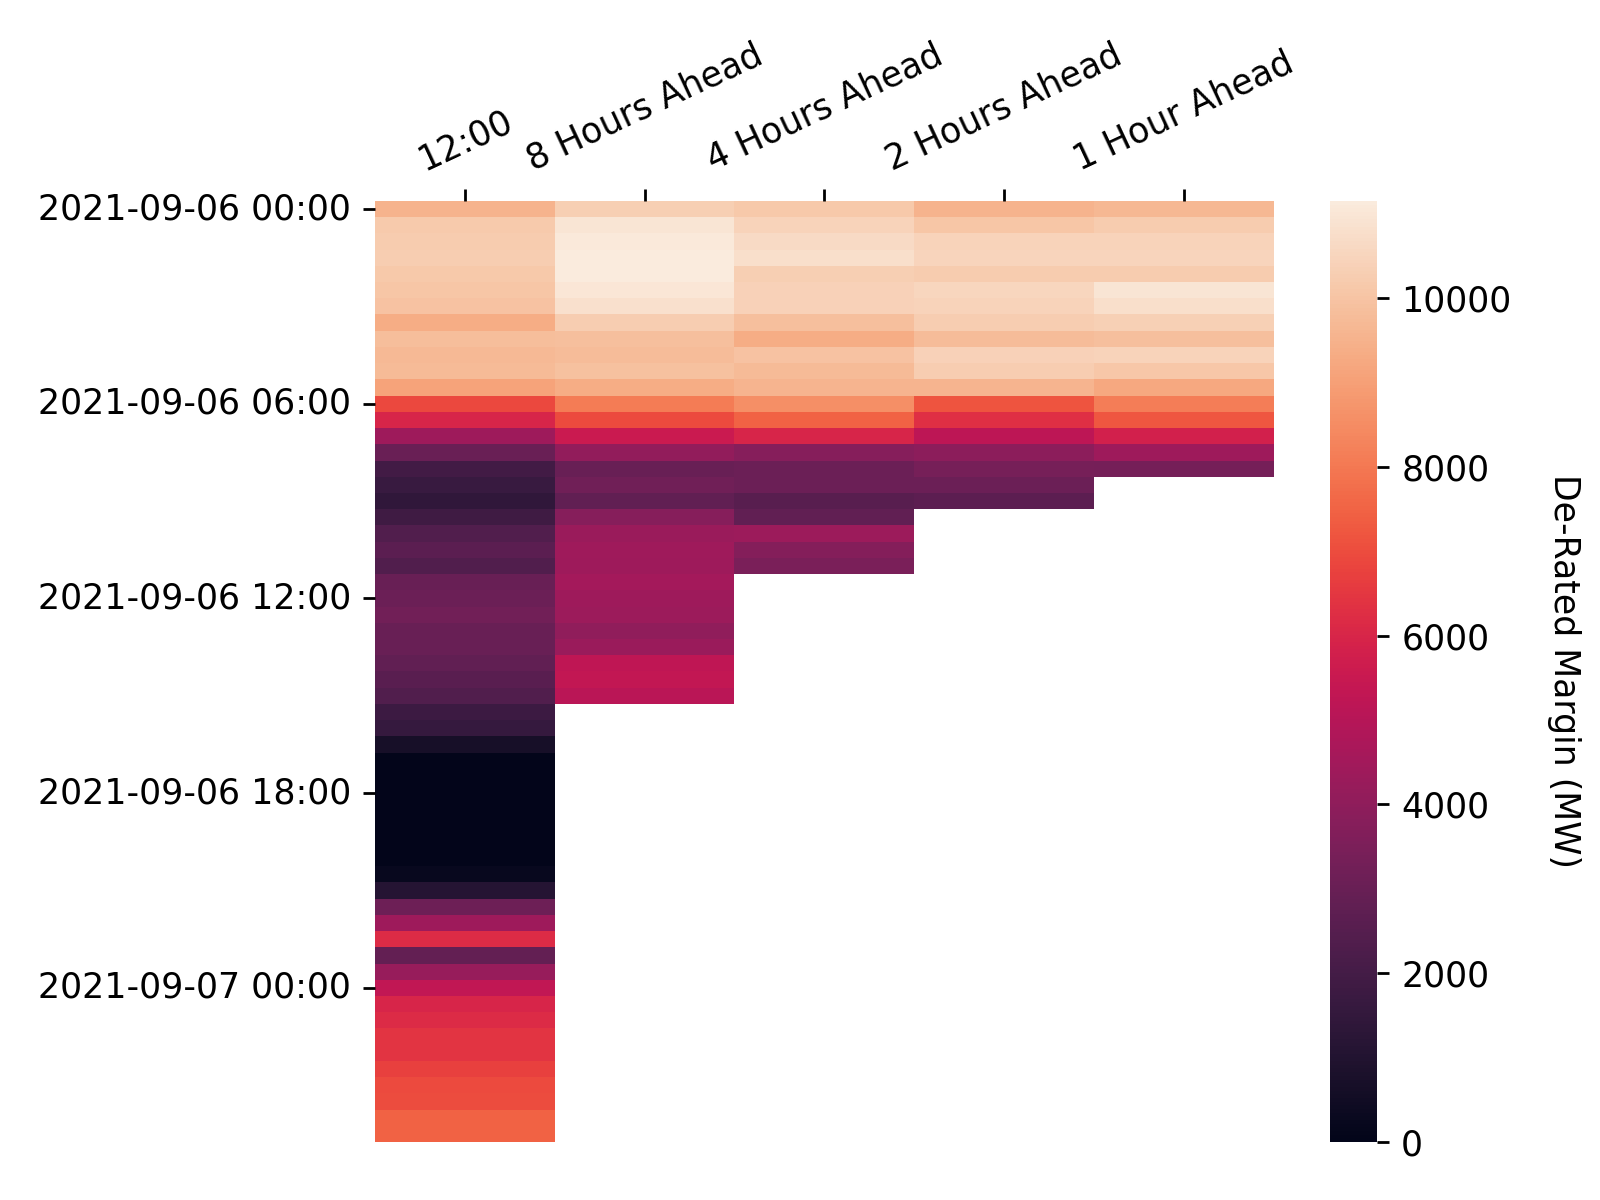 12:00
8 Hours Ahead
4 Hours Ahead
2 Hours Ahead
1 Hour Ahead
2021-09-06 00:00
2021-09-06 06:00
2021-09-06 12:00
2021-09-06 18:00
2021-09-07 00:00
10000
8000
6000
4000
2000
0
De-Rated Margin (MW)